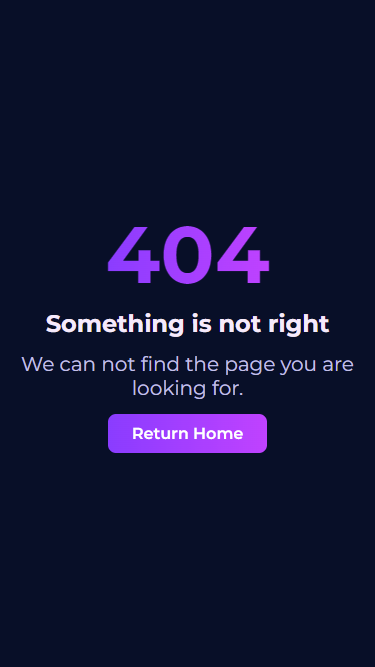 404
Something is not right
We can not find the page you are
looking for.
Return Home